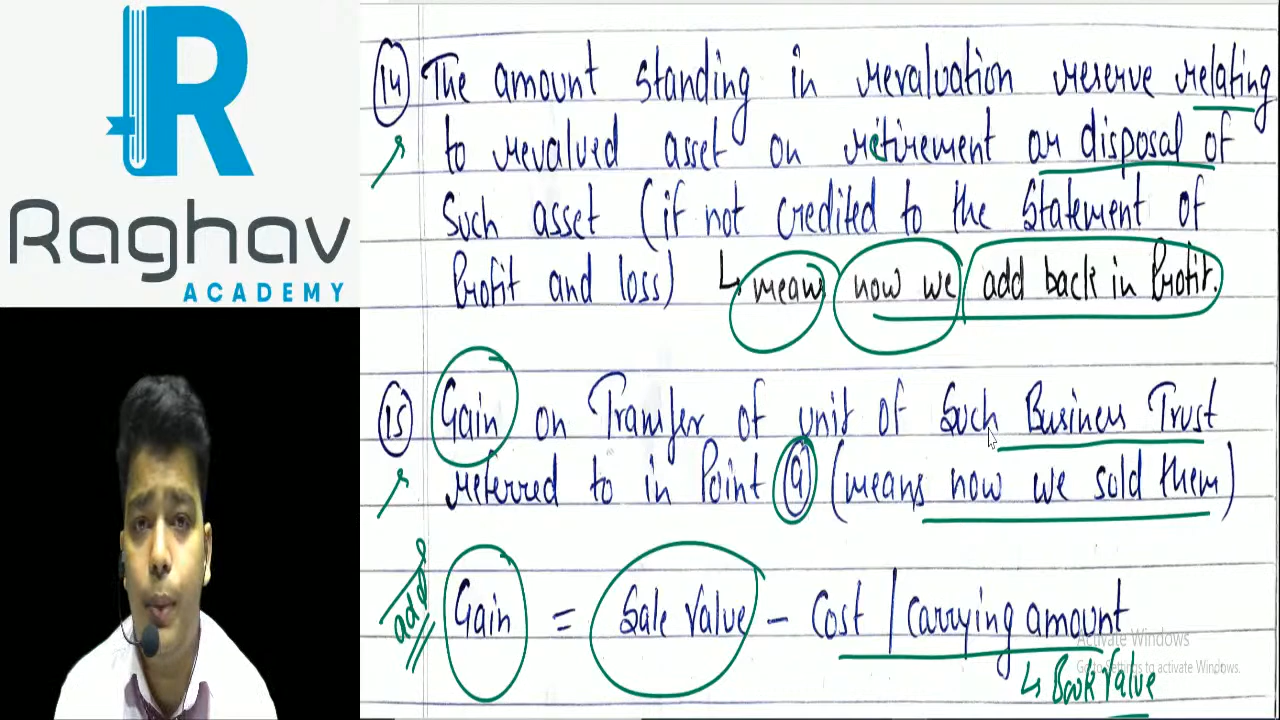 R
Raghav
ACADEMY
14 The amount standing in revaluation reserve relating
to revalued asset on retirement or disposal of
Such asset (if not credited to the Statement of
Profit and loss) ↳ means now we add back in Profit.
15 Gain on Transfer of unit of Such Business Trust
referred to in Point 9 (means now we sold them)
add Gain = Sale Value - Cost | Carrying amount
↳ Book Value
Activate Windows
Go to Settings to activate Windows.